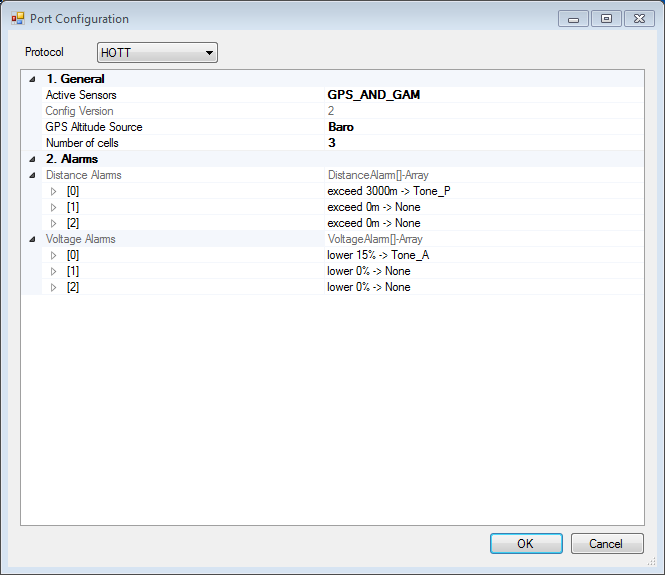 Port Configuration
Protocol HOTT
1. General
Active Sensors GPS_AND_GAM
Config Version 2
GPS Altitude Source Baro
Number of cells 3
2. Alarms
Distance Alarms DistanceAlarm[]-Array
[0] exceed 3000m -> Tone_P
[1] exceed 0m -> None
[2] exceed 0m -> None
Voltage Alarms VoltageAlarm[]-Array
[0] lower 15% -> Tone_A
[1] lower 0% -> None
[2] lower 0% -> None
OK Cancel